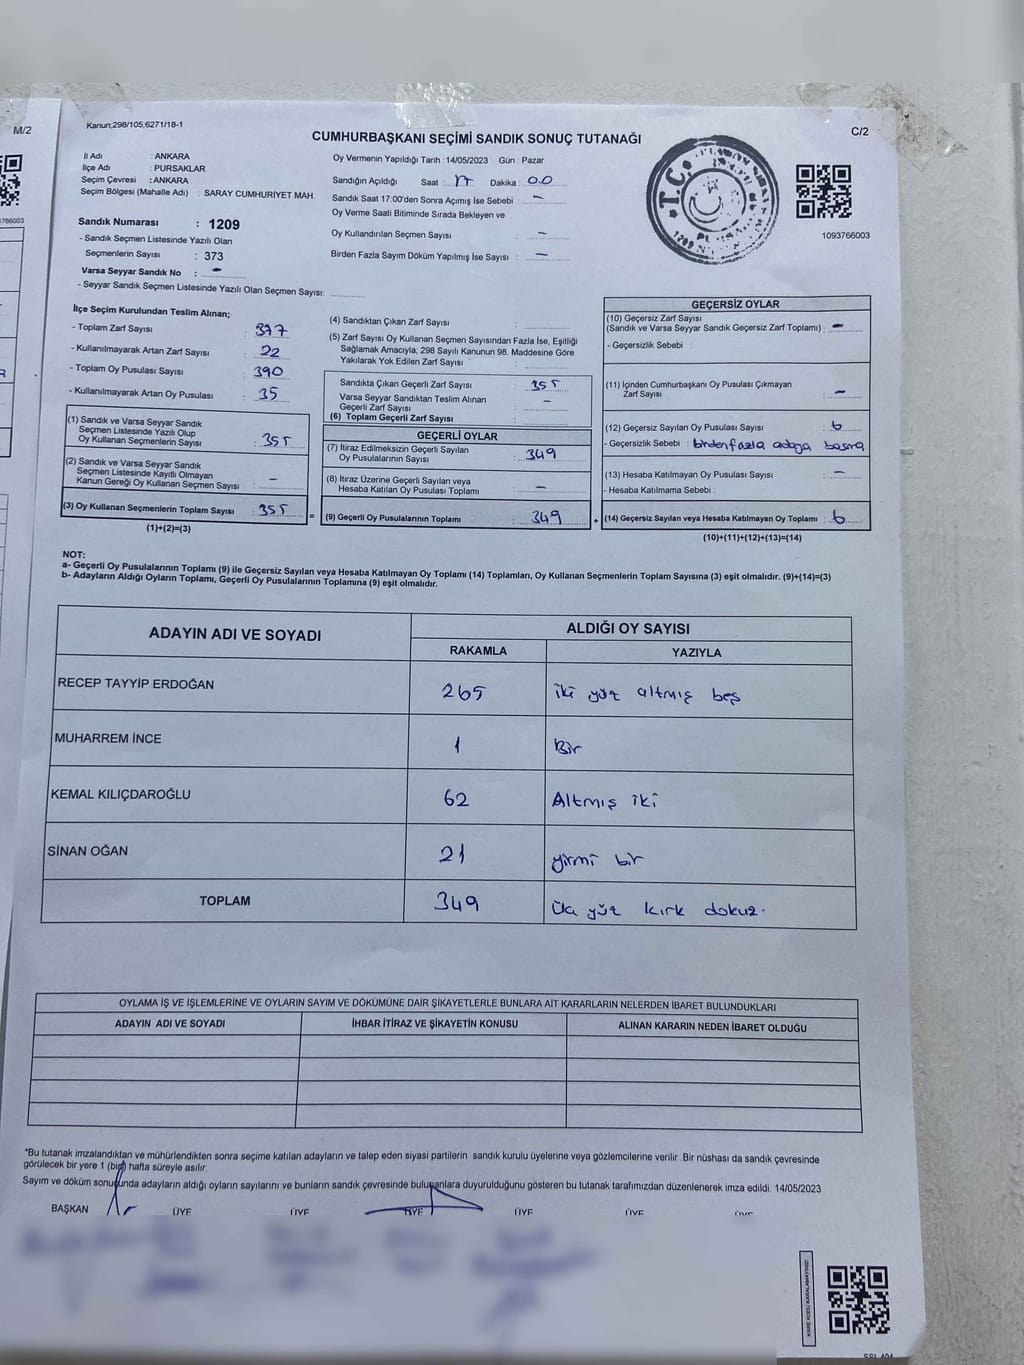 M/2
Kanun;298/105;6271/18-1
C/2
CUMHURBAŞKANI SEÇİMİ SANDIK SONUÇ TUTANAĞI
İl Adı : ANKARA
İlçe Adı : PURSAKLAR
Seçim Çevresi : ANKARA
Seçim Bölgesi (Mahalle Adı) : SARAY CUMHURIYET MAH.
Oy Vermenin Yapıldığı Tarih :14/05/2023 Gün : Pazar
Sandığın Açıldığı Saat : 17 Dakika : 00
Sandık Saat 17:00'den Sonra Açımış İse Sebebi : -
Oy Verme Saati Bitiminde Sırada Bekleyen ve
Oy Kullandırılan Seçmen Sayısı : -
Birden Fazla Sayım Döküm Yapılmış İse Sayısı : -
T.C.
1209
1093766003
Sandık Numarası : 1209
- Sandık Seçmen Listesinde Yazılı Olan
Seçmenlerin Sayısı : 373
Varsa Seyyar Sandık No : -
- Seyyar Sandık Seçmen Listesinde Yazılı Olan Seçmen Sayısı:
İlçe Seçim Kurulundan Teslim Alınan;
- Toplam Zarf Sayısı : 377
- Kullanılmayarak Artan Zarf Sayısı : 22
- Toplam Oy Pusulası Sayısı : 390
- Kullanılmayarak Artan Oy Pusulası : 35
(1) Sandık ve Varsa Seyyar Sandık
Seçmen Listesinde Yazılı Olup
Oy Kullanan Seçmenlerin Sayısı : 355
(2) Sandık ve Varsa Seyyar Sandık
Seçmen Listesinde Kayıtlı Olmayan
Kanun Gereği Oy Kullanan Seçmen Sayısı : -
(3) Oy Kullanan Seçmenlerin Toplam Sayısı : 355
(1)+(2)=(3)
=
(4) Sandıktan Çıkan Zarf Sayısı :
(5) Zarf Sayısı Oy Kullanan Seçmen Sayısından Fazla İse, Eşitliği
Sağlamak Amacıyla; 298 Sayılı Kanunun 98. Maddesine Göre
Yakılarak Yok Edilen Zarf Sayısı :
Sandıkta Çıkan Geçerli Zarf Sayısı : 355
Varsa Seyyar Sandıktan Teslim Alınan
Geçerli Zarf Sayısı : -
(6) Toplam Geçerli Zarf Sayısı :
GEÇERLİ OYLAR
(7) İtiraz Edilmeksizin Geçerli Sayılan
Oy Pusulalarının Sayısı : 349
(8) İtiraz Üzerine Geçerli Sayılan veya
Hesaba Katılan Oy Pusulası Toplamı : -
(9) Geçerli Oy Pusulalarının Toplamı : 349
+
GEÇERSİZ OYLAR
(10) Geçersiz Zarf Sayısı
(Sandık ve Varsa Seyyar Sandık Geçersiz Zarf Toplamı) : -
- Geçersizlik Sebebi :
(11) İçinden Cumhurbaşkanı Oy Pusulası Çıkmayan
Zarf Sayısı : -
(12) Geçersiz Sayılan Oy Pusulası Sayısı : 6
- Geçersizlik Sebebi : birden fazla adaya basma
(13) Hesaba Katılmayan Oy Pusulası Sayısı : -
- Hesaba Katılmama Sebebi :
(14) Geçersiz Sayılan veya Hesaba Katılmayan Oy Toplamı : 6
(10)+(11)+(12)+(13)=(14)
NOT:
a- Geçerli Oy Pusulalarının Toplamı (9) ile Geçersiz Sayılan veya Hesaba Katılmayan Oy Toplamı (14) Toplamları, Oy Kullanan Seçmenlerin Toplam Sayısına (3) eşit olmalıdır. (9)+(14)=(3)
b- Adayların Aldığı Oyların Toplamı, Geçerli Oy Pusulalarının Toplamına (9) eşit olmalıdır.
ADAYIN ADI VE SOYADI
ALDIĞI OY SAYISI
RAKAMLA YAZIYLA
RECEP TAYYİP ERDOĞAN 265 iki yüz altmış beş
MUHARREM İNCE 1 Bir
KEMAL KILIÇDAROĞLU 62 Altmış iki
SİNAN OĞAN 21 yirmi bir
TOPLAM 349 Üç yüz kırk dokuz.
OYLAMA İŞ VE İŞLEMLERİNE VE OYLARIN SAYIM VE DÖKÜMÜNE DAİR ŞİKAYETLERLE BUNLARA AİT KARARLARIN NELERDEN İBARET BULUNDUKLARI
ADAYIN ADI VE SOYADI İHBAR İTİRAZ VE ŞİKAYETİN KONUSU ALINAN KARARIN NEDEN İBARET OLDUĞU
*Bu tutanak imzalandıktan ve mühürlendikten sonra seçime katılan adayların ve talep eden siyasi partilerin sandık kurulu üyelerine veya gözlemcilerine verilir .Bir nüshası da sandık çevresinde
görülecek bir yere 1 (bir) hafta süreyle asılır.
Sayım ve döküm sonuçunda adayların aldığı oyların sayılarını ve bunların sandık çevresinde bulunanlara duyurulduğunu gösteren bu tutanak tarafımızdan düzenlenerek imza edildi. 14/05/2023
BAŞKAN ÜYE ÜYE ÜYE ÜYE ÜYE ÜYE
KARE KODU KARALAMAYINIZ!